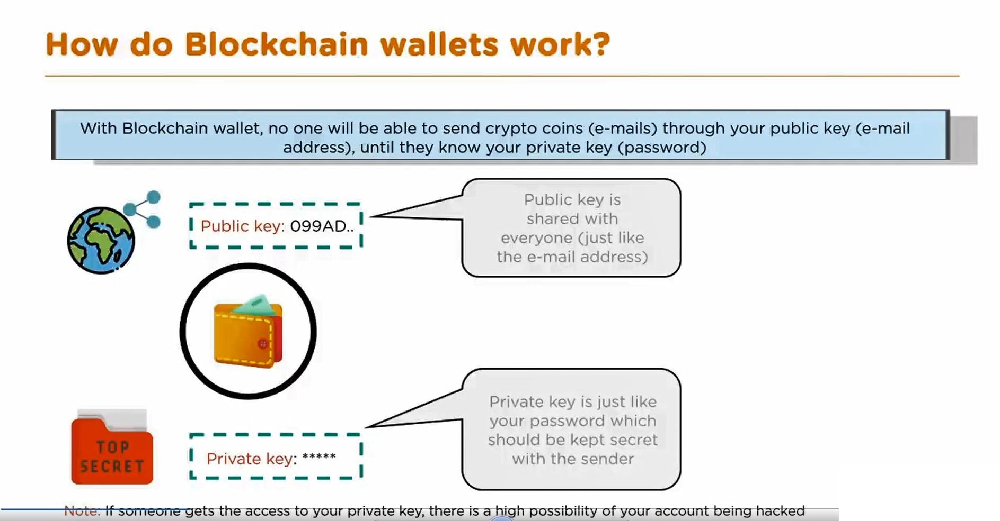 How do Blockchain wallets work?
With Blockchain wallet, no one will be able to send crypto coins (e-mails) through your public key (e-mail
address), until they know your private key (password)
Public key: 099AD..
Public key is
shared with
everyone (just like
the e-mail address)
TOP
SECRET
Private key: *****
Private key is just like
your password which
should be kept secret
with the sender
Note: If someone gets the access to your private key, there is a high possibility of your account being hacked